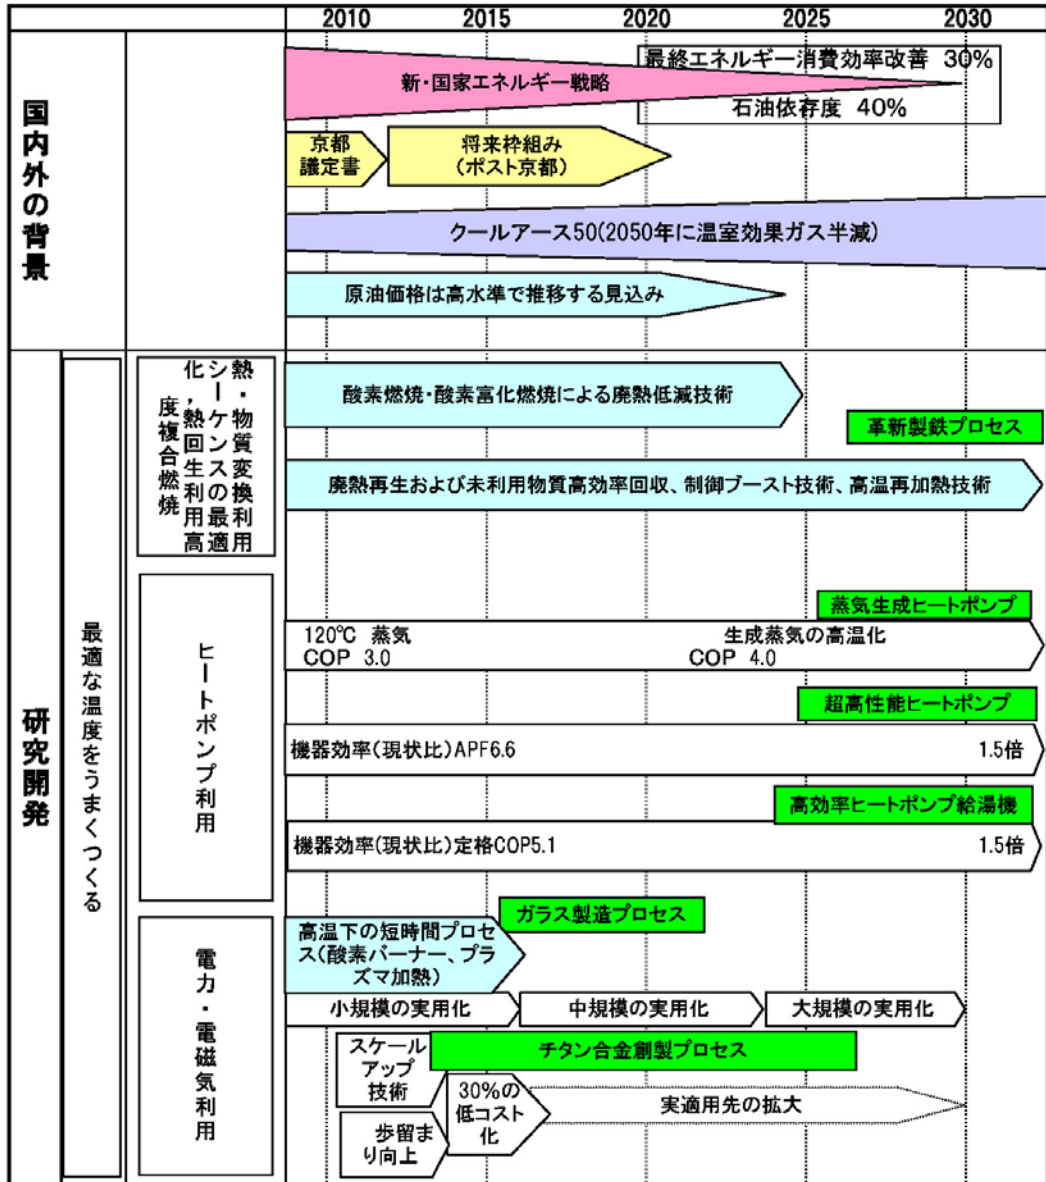 2010 2015 2020 2025 2030
国内外の背景
最終エネルギー消費効率改善 30%
新・国家エネルギー戦略
石油依存度 40%
京都
議定書
将来枠組み
(ポスト京都)
クールアース50(2050年に温室効果ガス半減)
原油価格は高水準で推移する見込み
研究開発
最適な温度をうまくつくる
熱・物質変換利用
シーケンスの最適
化，熱回生利用高
度複合燃焼
酸素燃焼・酸素富化燃焼による廃熱低減技術
革新製鉄プロセス
廃熱再生および未利用物質高効率回収、制御ブースト技術、高温再加熱技術
ヒートポンプ利用
蒸気生成ヒートポンプ
120℃ 蒸気
COP 3.0
生成蒸気の高温化
COP 4.0
超高性能ヒートポンプ
機器効率(現状比)APF6.6
1.5倍
高効率ヒートポンプ給湯機
機器効率(現状比)定格COP5.1
1.5倍
電力・電磁気利用
ガラス製造プロセス
高温下の短時間プロセ
ス(酸素バーナー、プラ
ズマ加熱)
小規模の実用化
中規模の実用化
大規模の実用化
スケール
アップ
技術
チタン合金創製プロセス
30%の
低コスト
化
実適用先の拡大
歩留ま
り向上